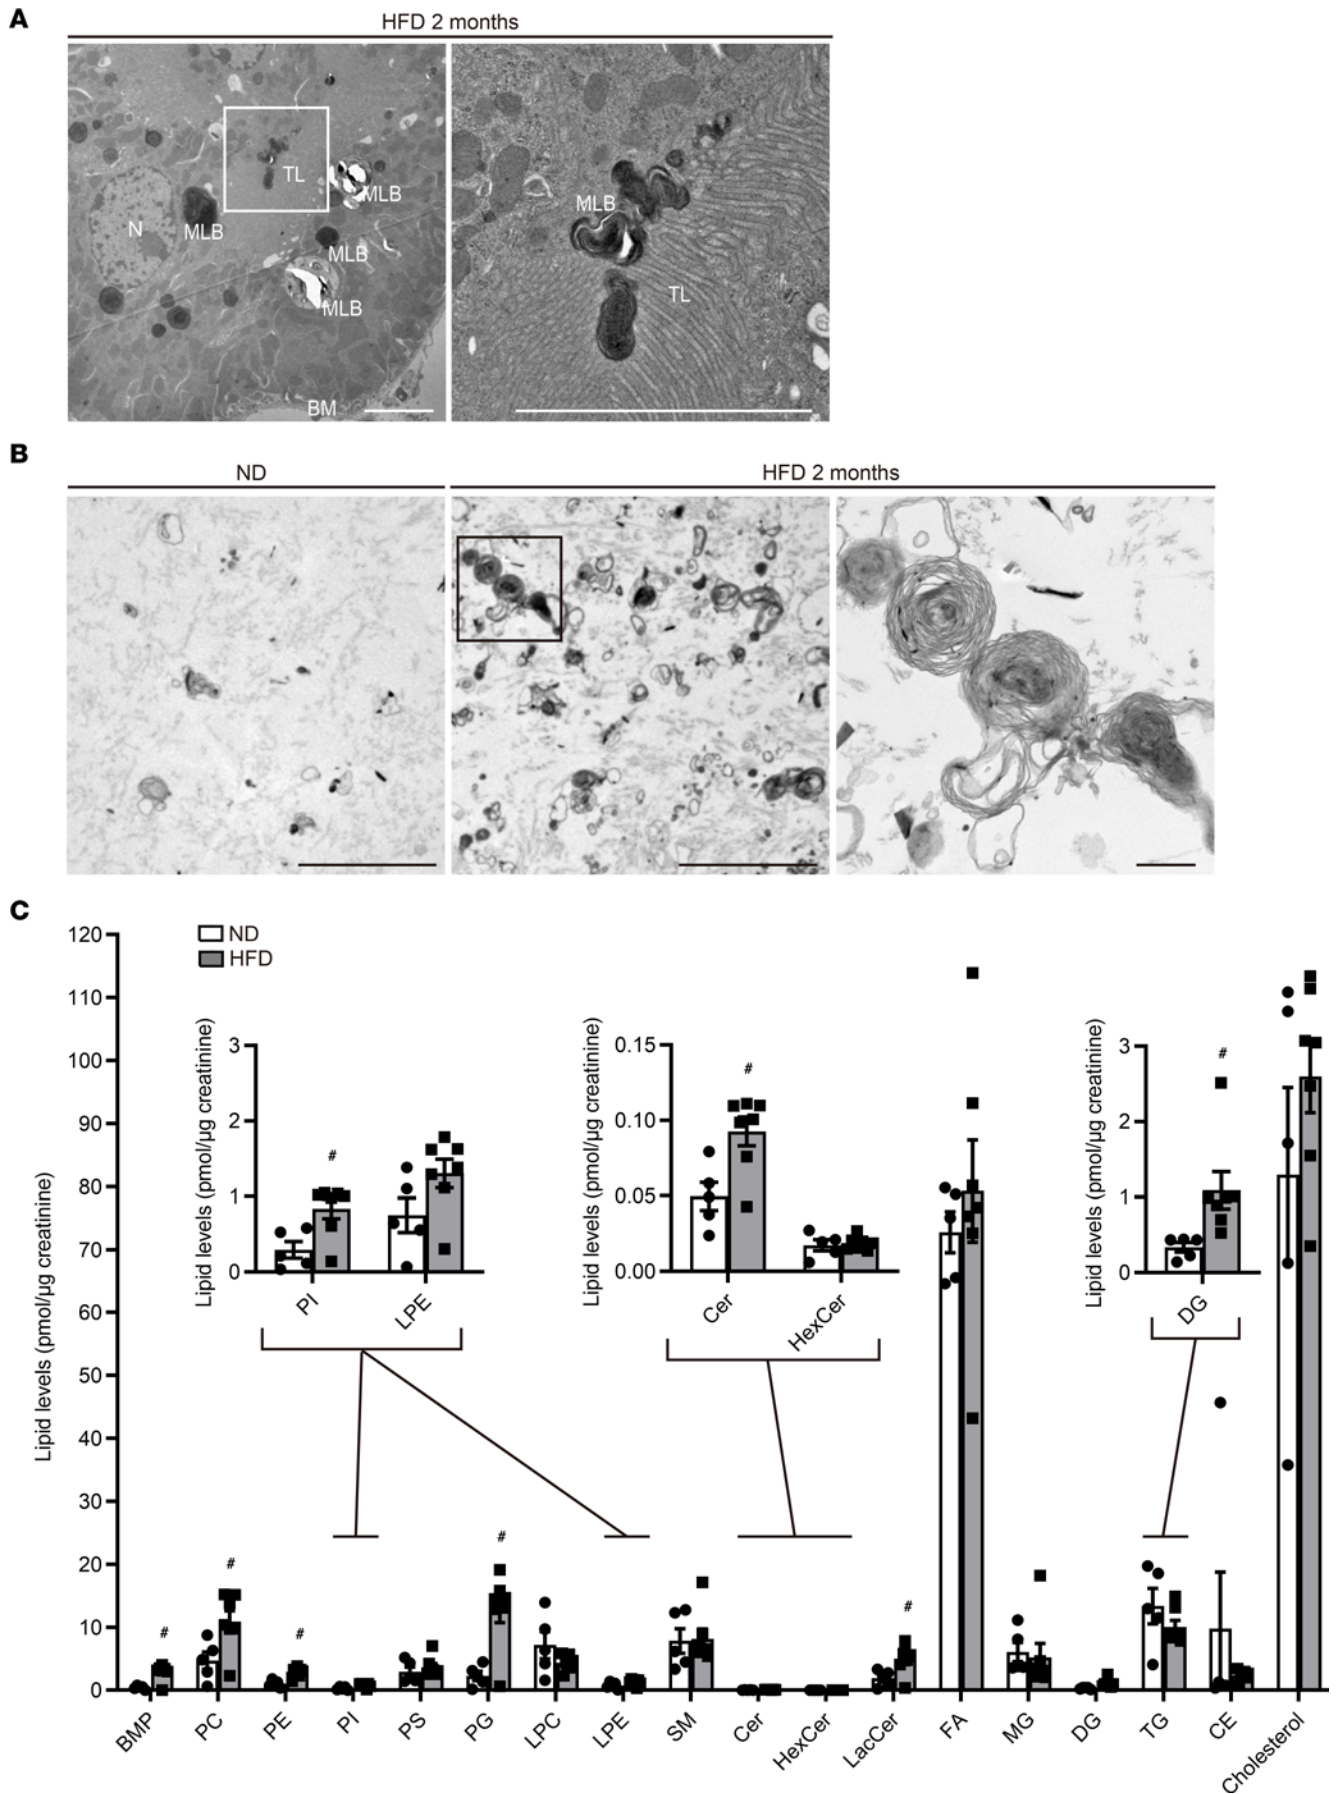 A
HFD 2 months
TL
MLB
N
MLB
MLB
MLB
BM
MLB
TL
B
ND
HFD 2 months
C
ND
HFD
Lipid levels (pmol/µg creatinine)
120
110
100
90
80
70
60
50
40
30
20
10
0
Lipid levels (pmol/µg creatinine)
3
2
1
0
#
PI
LPE
Lipid levels (pmol/µg creatinine)
0.15
0.10
0.05
0.00
#
Cer
HexCer
Lipid levels (pmol/µg creatinine)
3
2
1
0
#
DG
#
#
#
#
#
BMP
PC
PE
PI
PS
PG
LPC
LPE
SM
Cer
HexCer
LacCer
FA
MG
DG
TG
CE
Cholesterol